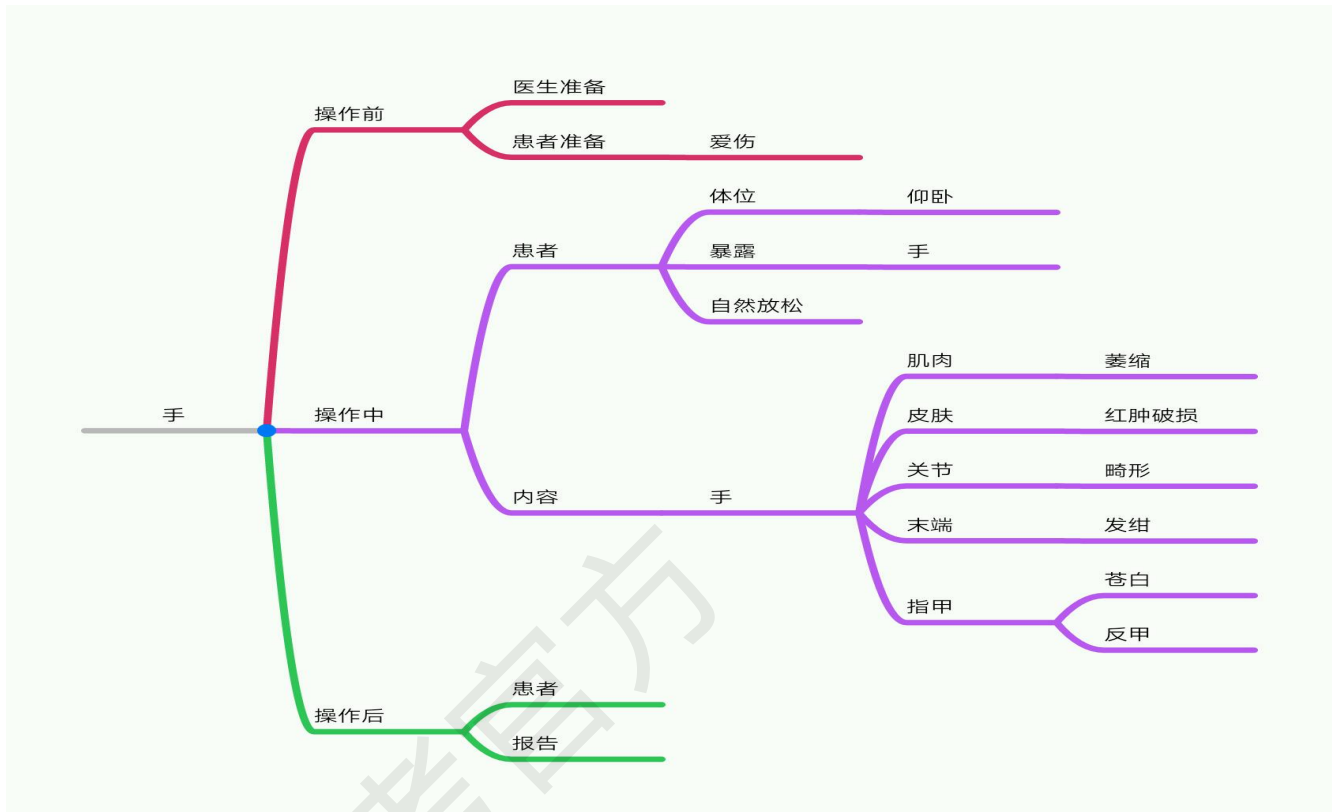 医生准备
操作前
患者准备 爱伤
体位 仰卧
患者 暴露 手
自然放松
肌肉 萎缩
手 操作中 皮肤 红肿破损
关节 畸形
内容 手
末端 发绀
苍白
指甲
反甲
患者
操作后
报告
官方